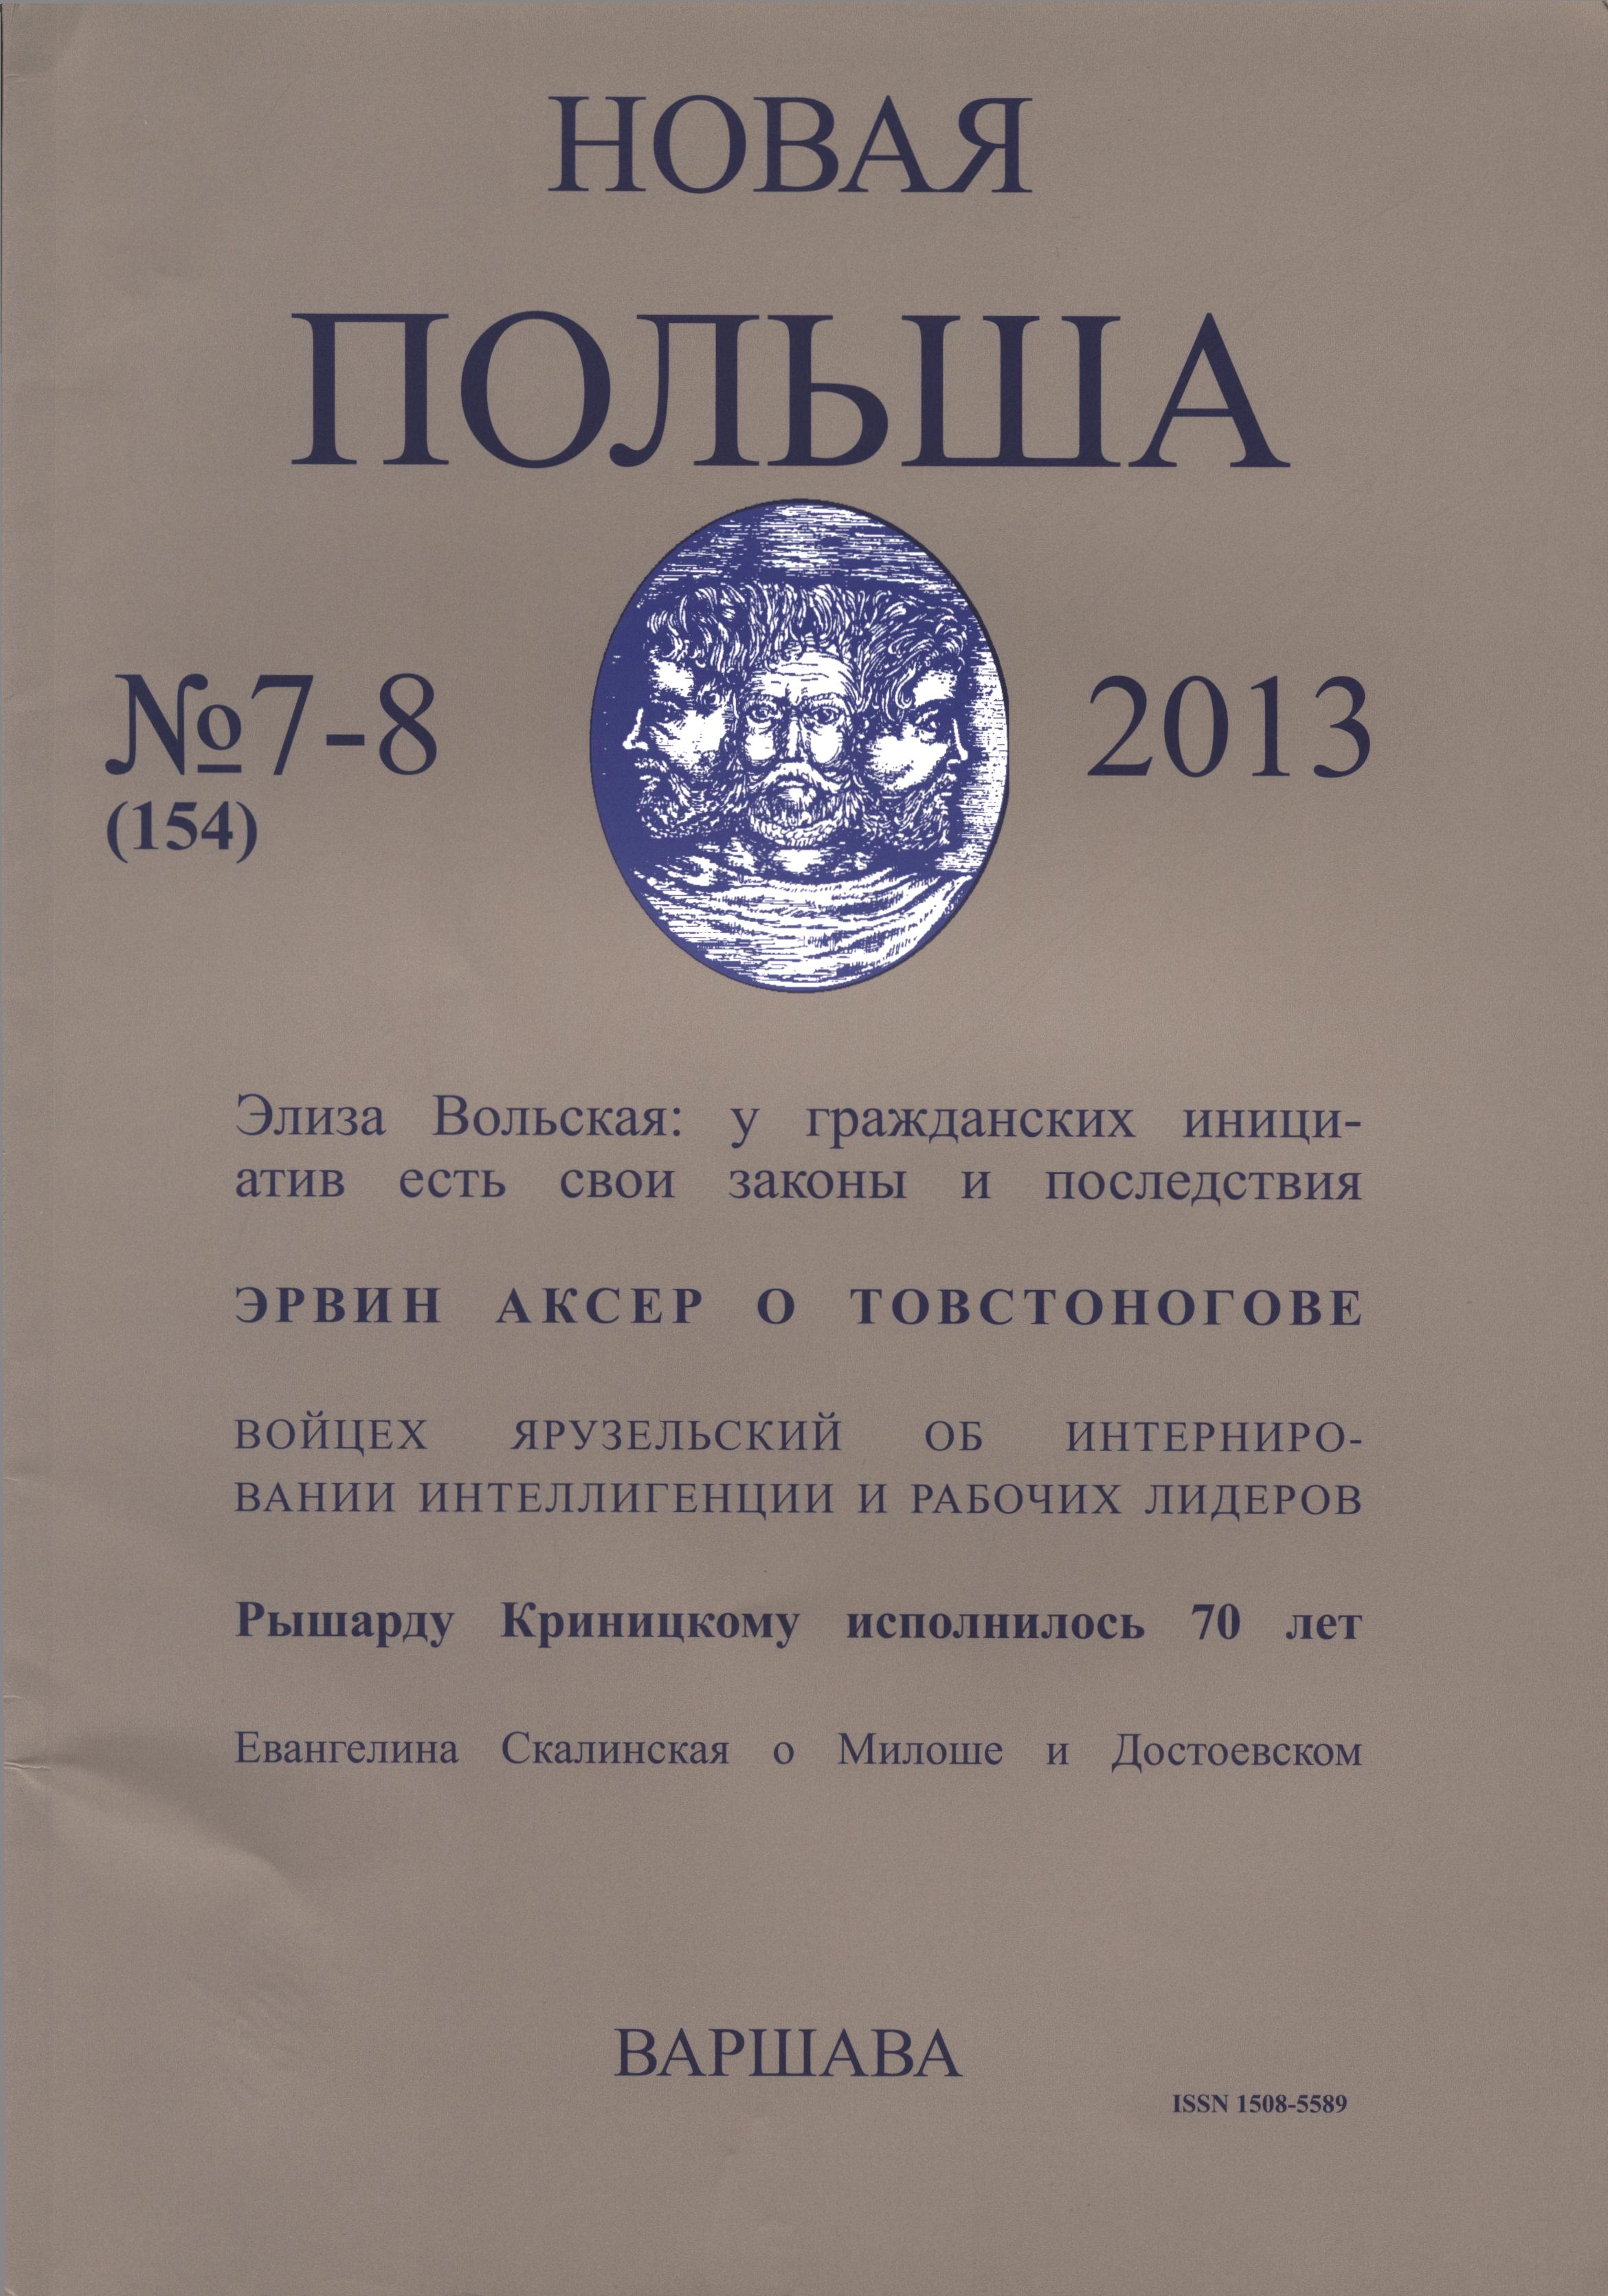 НОВАЯ
ПОЛЬША
№7-8
(154)
2013
Элиза Вольская: у гражданских иници-
атив есть свои законы и последствия
ЭРВИН АКСЕР О ТОВСТОНОГОВЕ
ВОЙЦЕХ ЯРУЗЕЛЬСКИЙ ОБ ИНТЕРНИРО-
ВАНИИ ИНТЕЛЛИГЕНЦИИ И РАБОЧИХ ЛИДЕРОВ
Рышарду Криницкому исполнилось 70 лет
Евангелина Скалинская о Милоше и Достоевском
ВАРШАВА
ISSN 1508-5589